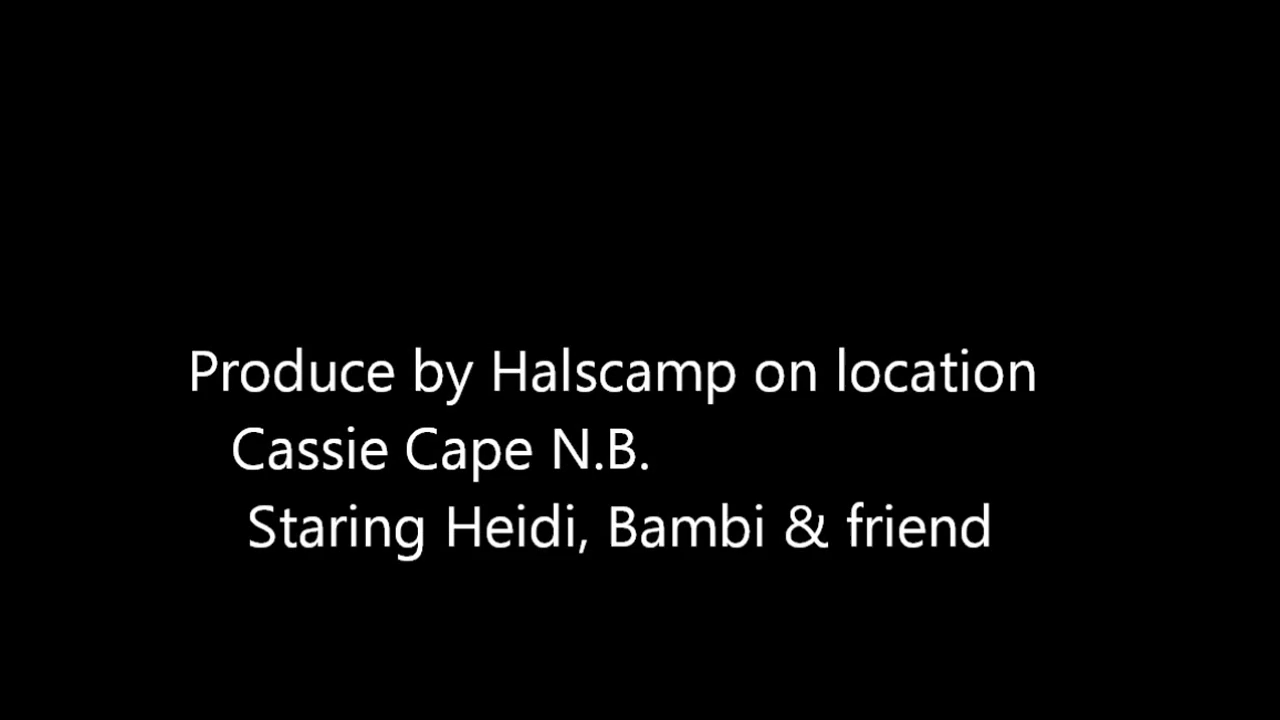 Produce by Halscamp on location
Cassie Cape N.B.
Staring Heidi, Bambi & friend